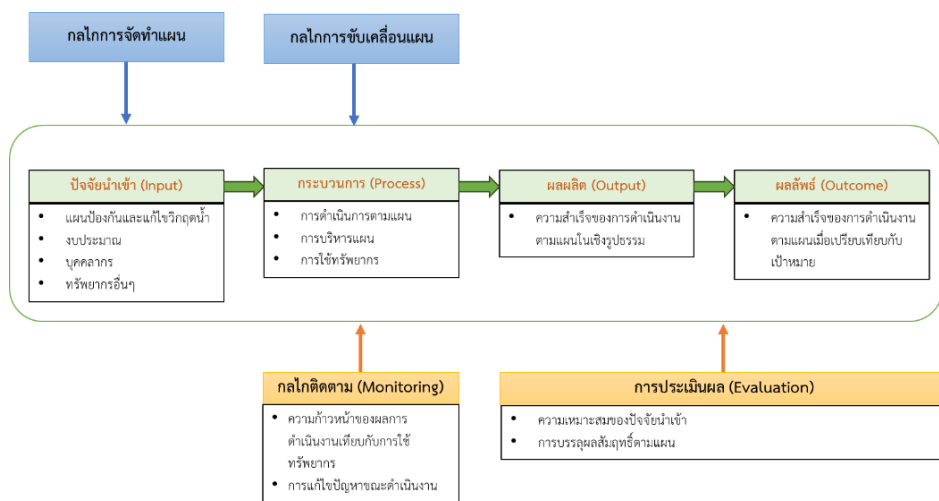 กลไกการจัดทำแผน
กลไกการขับเคลื่อนแผน
ปัจจัยนำเข้า (Input)
• แผนป้องกันและแก้ไขวิกฤตน้ำ
• งบประมาณ
• บุคคลากร
• ทรัพยากรอื่นๆ
กระบวนการ (Process)
• การดำเนินการตามแผน
• การบริหารแผน
• การใช้ทรัพยากร
ผลผลิต (Output)
• ความสำเร็จของการดำเนินงาน
ตามแผนในเชิงรูปธรรม
ผลลัพธ์ (Outcome)
• ความสำเร็จของการดำเนินงาน
ตามแผนเมื่อเปรียบเทียบกับ
เป้าหมาย
กลไกติดตาม (Monitoring)
• ความก้าวหน้าของผลการ
ดำเนินงานเทียบกับการใช้
ทรัพยากร
• การแก้ไขปัญหาขณะดำเนินงาน
การประเมินผล (Evaluation)
• ความเหมาะสมของปัจจัยนำเข้า
• การบรรลุผลสัมฤทธิ์ตามแผน